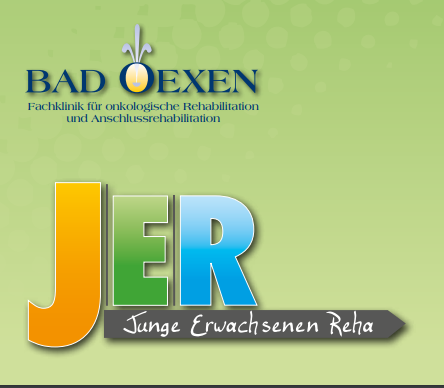 BAD OEXEN
Fachklinik für onkologische Rehabilitation
und Anschlussrehabilitation
JER
Junge Erwachsenen Reha